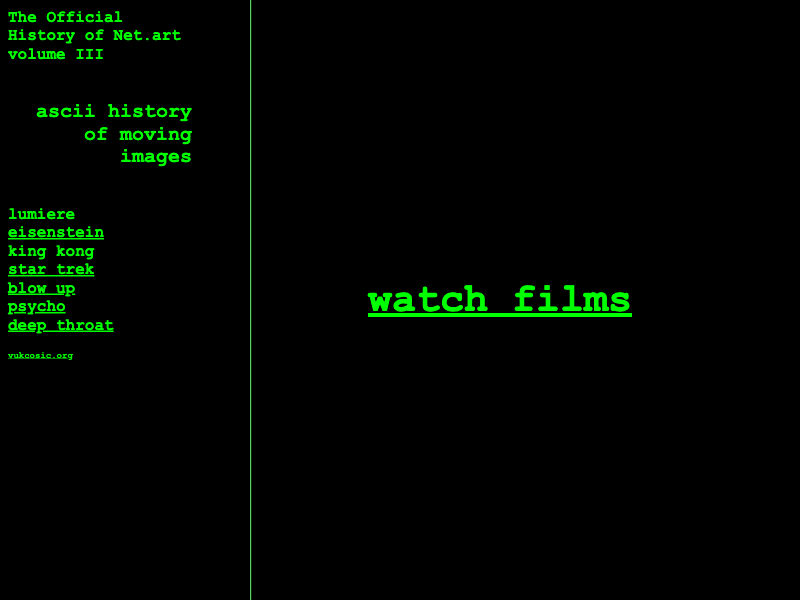 The Official
History of Net.art
volume III
ascii history
of moving
images
lumiere
eisenstein
king kong
star trek
blow up
psycho
deep throat
vukcosic.org
watch films